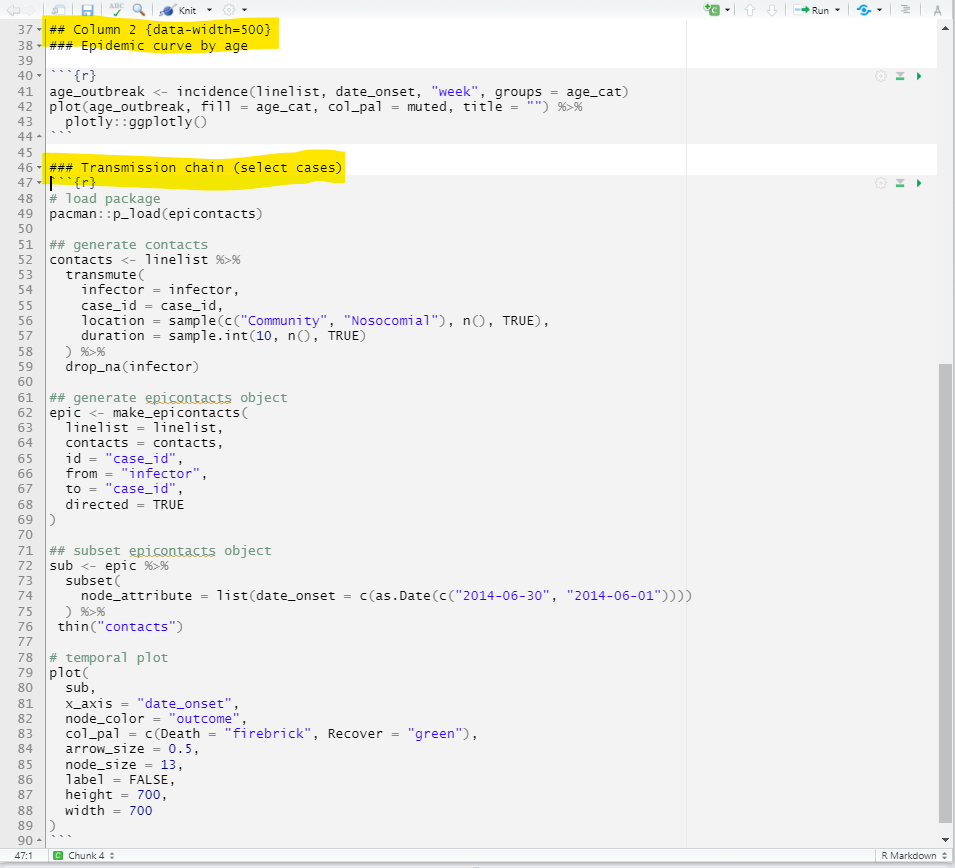 ABC Knit Run
37 ## Column 2 {data-width=500}
38 ### Epidemic curve by age
39
40 ```{r}
41 age_outbreak <- incidence(linelist, date_onset, "week", groups = age_cat)
42 plot(age_outbreak, fill = age_cat, col_pal = muted, title = "") %>%
43   plotly::ggplotly()
44 ```
45
46 ### Transmission chain (select cases)
47 ```{r}
48 # load package
49 pacman::p_load(epicontacts)
50
51 ## generate contacts
52 contacts <- linelist %>%
53   transmute(
54     infector = infector,
55     case_id = case_id,
56     location = sample(c("Community", "Nosocomial"), n(), TRUE),
57     duration = sample.int(10, n(), TRUE)
58   ) %>%
59   drop_na(infector)
60
61 ## generate epicontacts object
62 epic <- make_epicontacts(
63   linelist = linelist,
64   contacts = contacts,
65   id = "case_id",
66   from = "infector",
67   to = "case_id",
68   directed = TRUE
69 )
70
71 ## subset epicontacts object
72 sub <- epic %>%
73   subset(
74     node_attribute = list(date_onset = c(as.Date(c("2014-06-30", "2014-06-01"))))
75   ) %>%
76  thin("contacts")
77
78 # temporal plot
79 plot(
80   sub,
81   x_axis = "date_onset",
82   node_color = "outcome",
83   col_pal = c(Death = "firebrick", Recover = "green"),
84   arrow_size = 0.5,
85   node_size = 13,
86   label = FALSE,
87   height = 700,
88   width = 700
89 )
90 ```
47:1 C Chunk 4 R Markdown